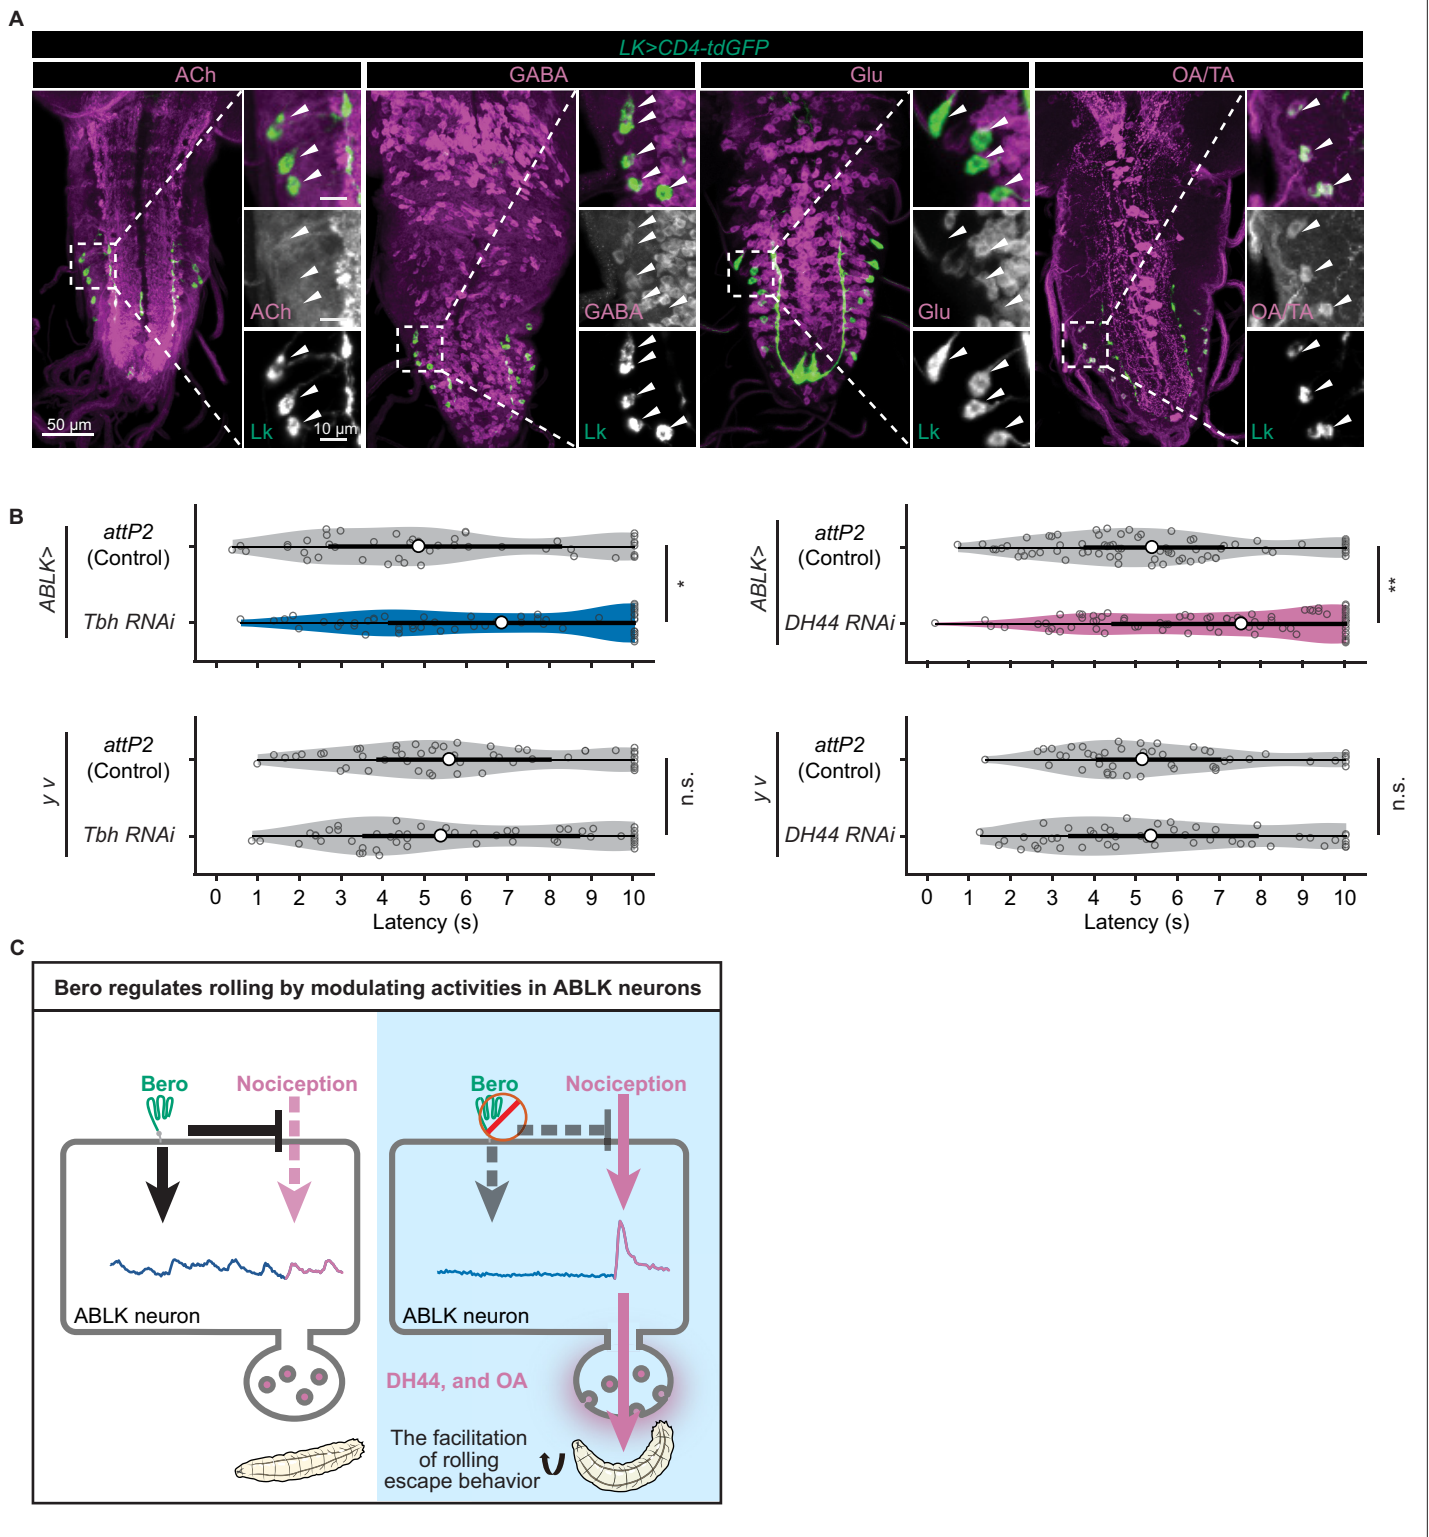 A
LK>CD4-tdGFP
ACh
GABA
Glu
OA/TA
ACh
GABA
Glu
OA/TA
50 µm
Lk
10 µm
Lk
Lk
Lk
B
ABLK>
attP2
(Control)
Tbh RNAi
*
ABLK>
attP2
(Control)
DH44 RNAi
**
y v
attP2
(Control)
Tbh RNAi
n.s.
0 1 2 3 4 5 6 7 8 9 10
Latency (s)
y v
attP2
(Control)
DH44 RNAi
n.s.
0 1 2 3 4 5 6 7 8 9 10
Latency (s)
C
Bero regulates rolling by modulating activities in ABLK neurons
Bero
Nociception
ABLK neuron
Bero
Nociception
ABLK neuron
DH44, and OA
The facilitation
of rolling
escape behavior